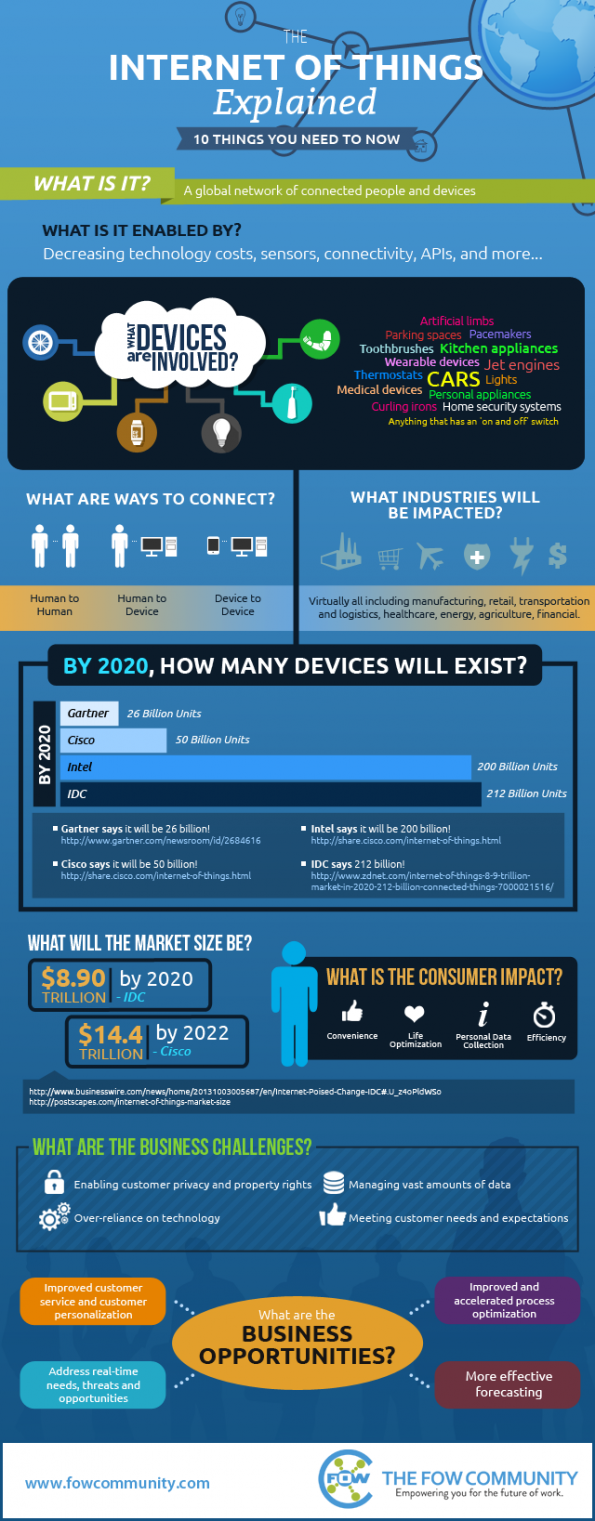 THE
INTERNET OF THINGS
Explained
10 THINGS YOU NEED TO NOW
WHAT IS IT?
A global network of connected people and devices
WHAT IS IT ENABLED BY?
Decreasing technology costs, sensors, connectivity, APIs, and more...
WHAT
are
DEVICES
INVOLVED?
Artificial limbs
Parking spaces Pacemakers
Toothbrushes Kitchen appliances
Wearable devices Jet engines
Thermostats CARS Lights
Medical devices Personal appliances
Curling irons Home security systems
Anything that has an 'on and off' switch
WHAT ARE WAYS TO CONNECT?
Human to
Human
Human to
Device
Device to
Device
WHAT INDUSTRIES WILL
BE IMPACTED?
$
Virtually all including manufacturing, retail, transportation
and logistics, healthcare, energy, agriculture, financial.
BY 2020, HOW MANY DEVICES WILL EXIST?
BY 2020
Gartner 26 Billion Units
Cisco 50 Billion Units
Intel 200 Billion Units
IDC 212 Billion Units
Gartner says it will be 26 billion!
http://www.gartner.com/newsroom/id/2684616
Cisco says it will be 50 billion!
http://share.cisco.com/internet-of-things.html
Intel says it will be 200 billion!
http://share.cisco.com/internet-of-things.html
IDC says 212 billion!
http://www.zdnet.com/internet-of-things-8-9-trillion-
market-in-2020-212-billion-connected-things-7000021516/
WHAT WILL THE MARKET SIZE BE?
$8.90
TRILLION
by 2020
- IDC
$14.4
TRILLION
by 2022
- Cisco
WHAT IS THE CONSUMER IMPACT?
Convenience
Life
Optimization
i
Personal Data
Collection
Efficiency
http://www.businesswire.com/news/home/20131003005687/en/Internet-Poised-Change-IDC#.U_z4oPldWSo
http://postscapes.com/internet-of-things-market-size
WHAT ARE THE BUSINESS CHALLENGES?
Enabling customer privacy and property rights
Managing vast amounts of data
Over-reliance on technology
Meeting customer needs and expectations
Improved customer
service and customer
personalization
Improved and
accelerated process
optimization
What are the
BUSINESS
OPPORTUNITIES?
Address real-time
needs, threats and
opportunities
More effective
forecasting
www.fowcommunity.com
FOW
THE FOW COMMUNITY
Empowering you for the future of work.